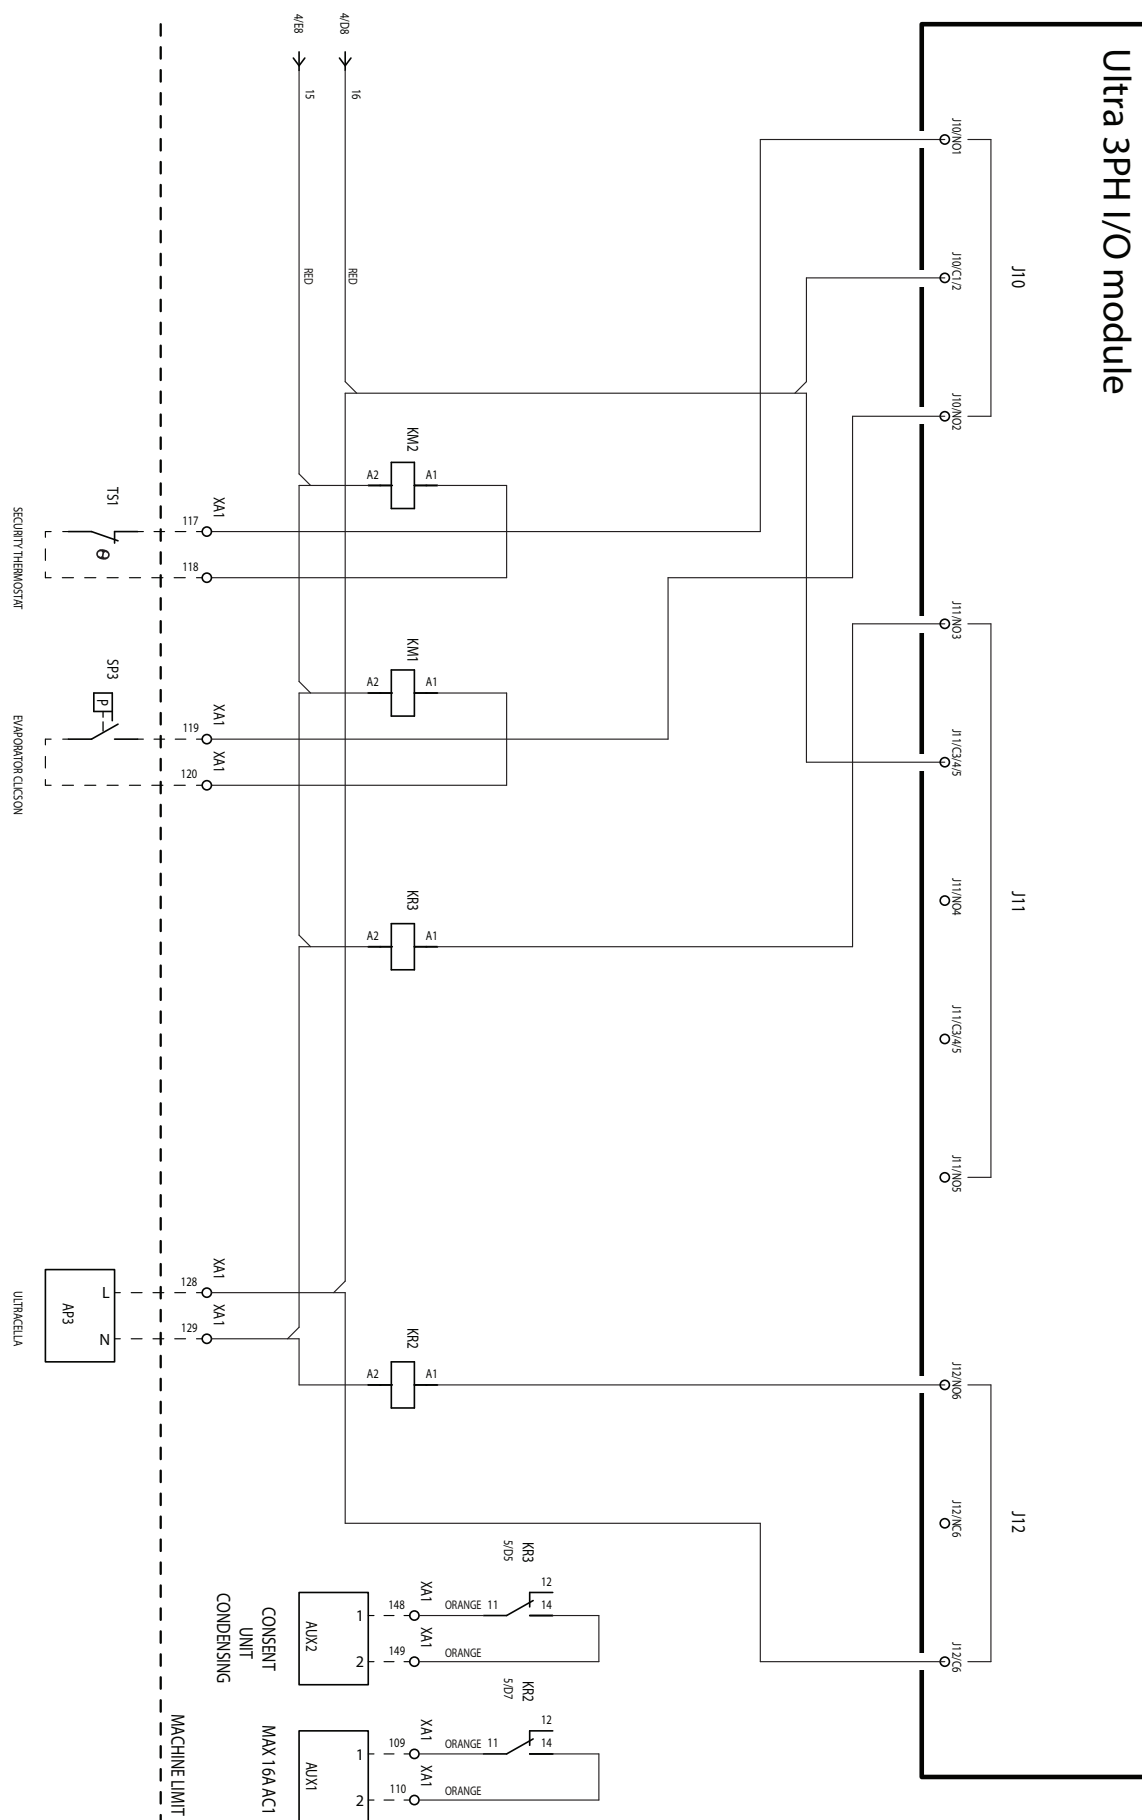 Ultra 3PH I/O module
J10
J11
J12
J10/NO1
J10/C1/2
J10/NO2
J11/NO3
J11/C3/4/5
J11/NO4
J11/C3/4/5
J11/NO5
J12/NO6
J12/NC6
J12/C6
4/D8
16
RED
4/E8
15
RED
KM2
A2
A1
KM1
A2
A1
KR3
A2
A1
KR2
A2
A1
XA1
117
118
XA1
119
XA1
120
XA1
128
XA1
129
TS1
θ
SECURITY THERMOSTAT
SP3
P
EVAPORATOR CLICSON
L
N
AP3
ULTRACELLA
KR3
5/D5
12
11
14
ORANGE
ORANGE
XA1
148
XA1
149
1
2
AUX2
CONSENT
UNIT
CONDENSING
KR2
5/D7
12
11
14
ORANGE
ORANGE
XA1
109
XA1
110
1
2
AUX1
MAX 16A AC1
MACHINE LIMIT